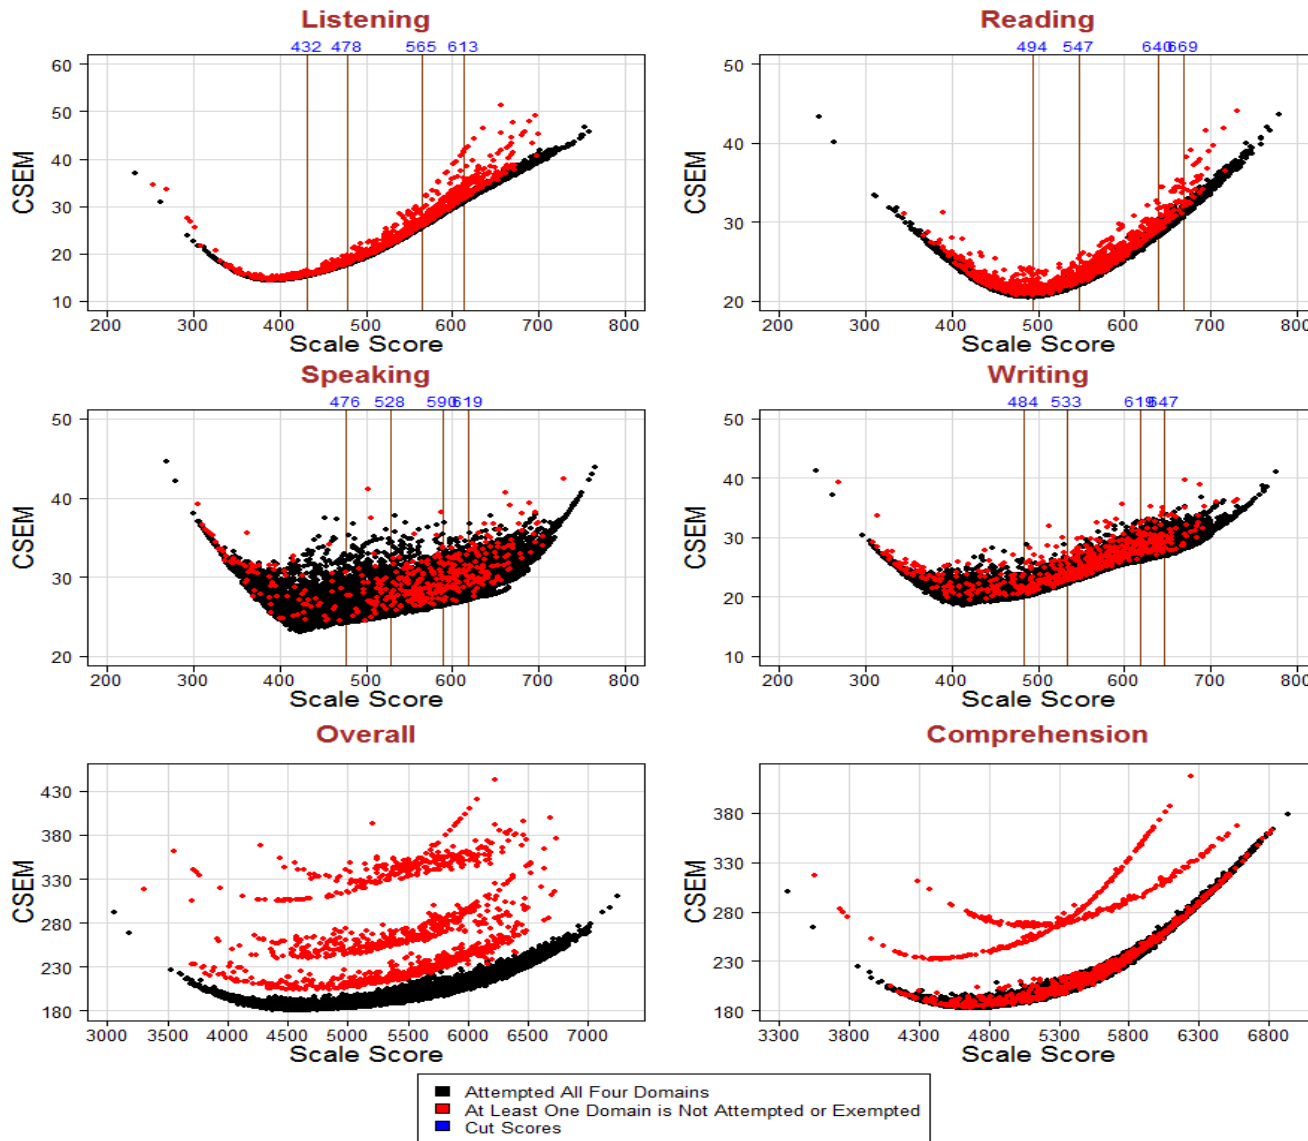 Listening
432 478 565 613
60
50
40
30
20
10
CSEM
200 300 400 500 600 700 800
Scale Score
Reading
494 547 640 669
50
40
30
20
CSEM
200 300 400 500 600 700 800
Scale Score
Speaking
476 528 590 619
50
40
30
20
CSEM
200 300 400 500 600 700 800
Scale Score
Writing
484 533 619 647
50
40
30
20
10
CSEM
200 300 400 500 600 700 800
Scale Score
Overall
430
380
330
280
230
180
CSEM
3000 3500 4000 4500 5000 5500 6000 6500 7000
Scale Score
Comprehension
380
330
280
230
180
CSEM
3300 3800 4300 4800 5300 5800 6300 6800
Scale Score
Attempted All Four Domains
At Least One Domain is Not Attempted or Exempted
Cut Scores